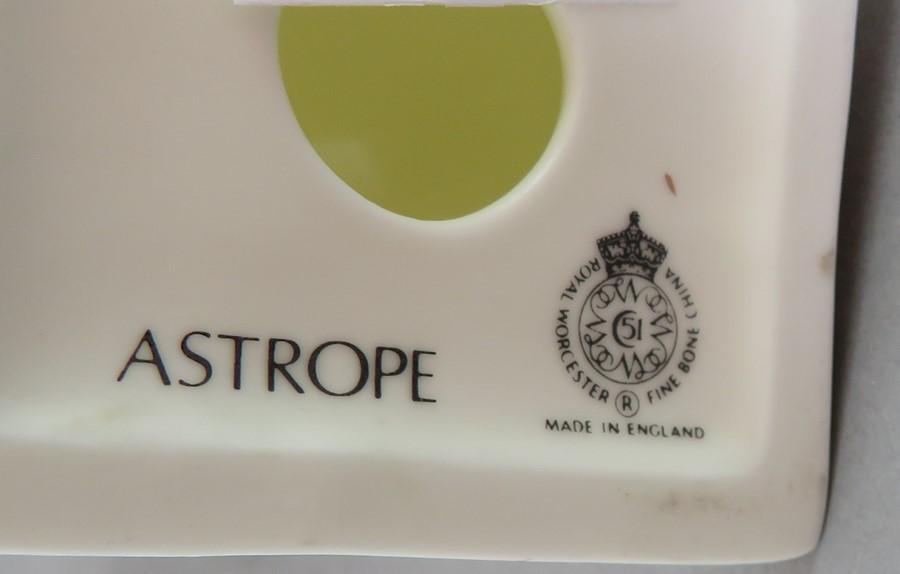 ASTROPE
ROYAL WORCESTER FINE BONE CHINA
51
R
MADE IN ENGLAND